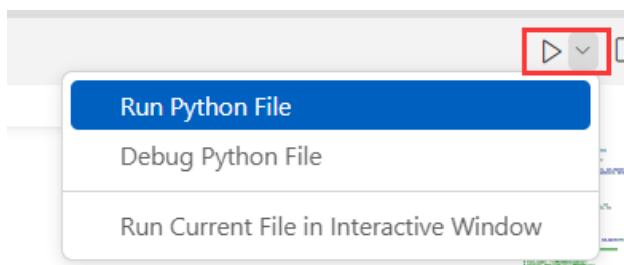 Run Python File
Debug Python File
Run Current File in Interactive Window